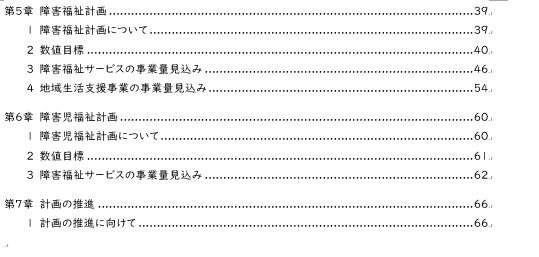 第5章 障害福祉計画 39
1 障害福祉計画について 39
2 数値目標 40
3 障害福祉サービスの事業量見込み 46
4 地域生活支援事業の事業量見込み 54
第6章 障害児福祉計画 60
1 障害児福祉計画について 60
2 数値目標 61
3 障害福祉サービスの事業量見込み 62
第7章 計画の推進 66
1 計画の推進に向けて 66